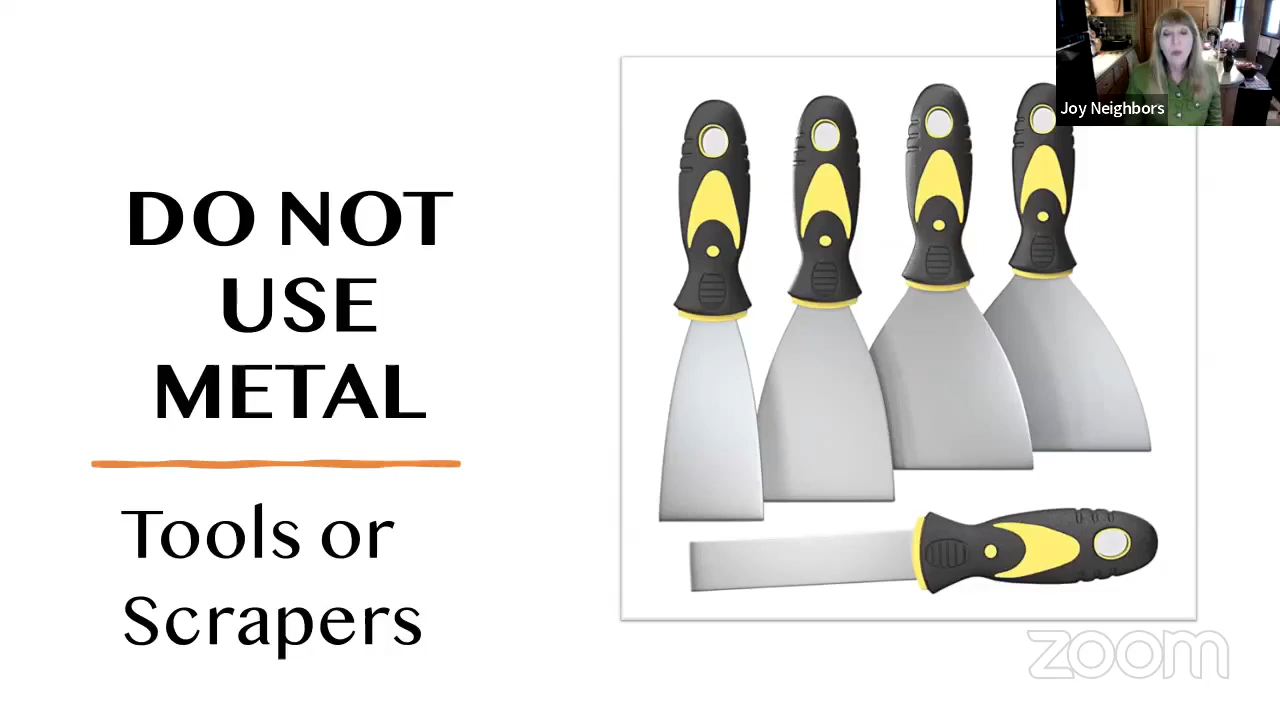 Joy Neighbors
DO NOT
USE
METAL
Tools or
Scrapers
zoom